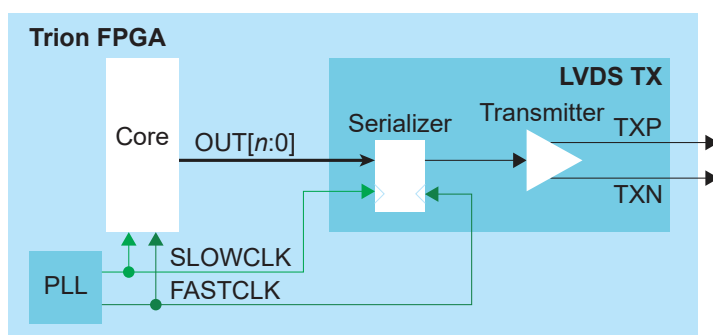 Trion FPGA
LVDS TX
Core
OUT[n:0]
Serializer
Transmitter
TXP
TXN
SLOWCLK
PLL
FASTCLK